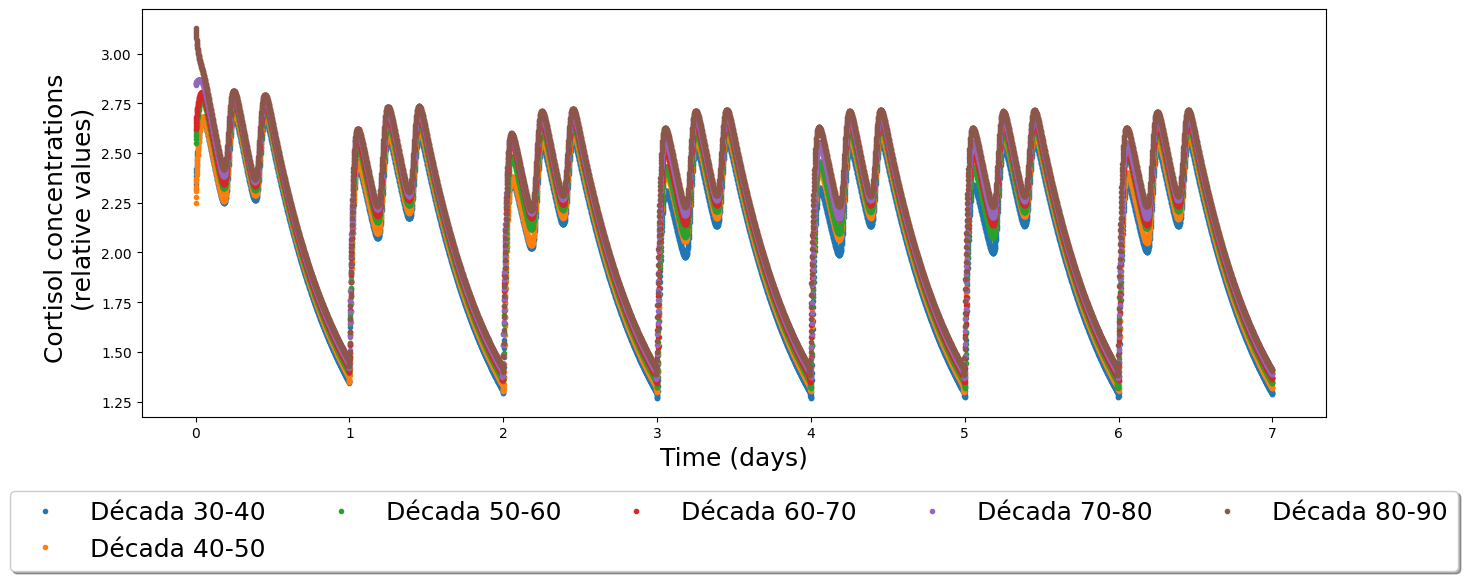 Cortisol concentrations
(relative values)
3.00
2.75
2.50
2.25
2.00
1.75
1.50
1.25
0 1 2 3 4 5 6 7
Time (days)
Década 30-40 Década 50-60 Década 60-70 Década 70-80 Década 80-90
Década 40-50